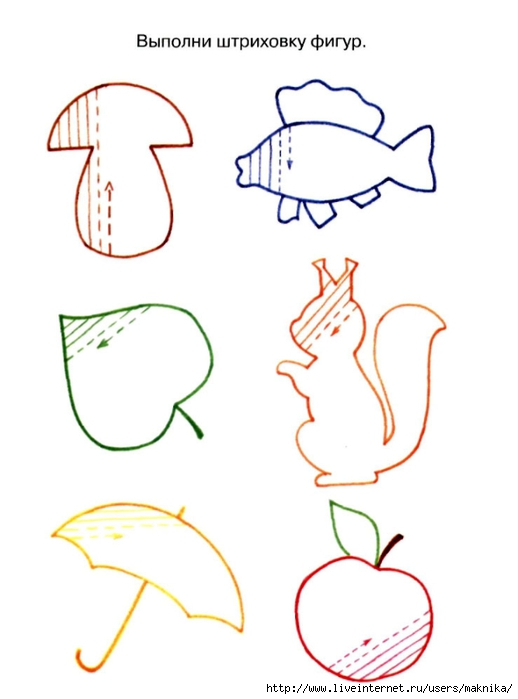 Выполни штриховку фигур.
http://www.liveinternet.ru/users/maknika/